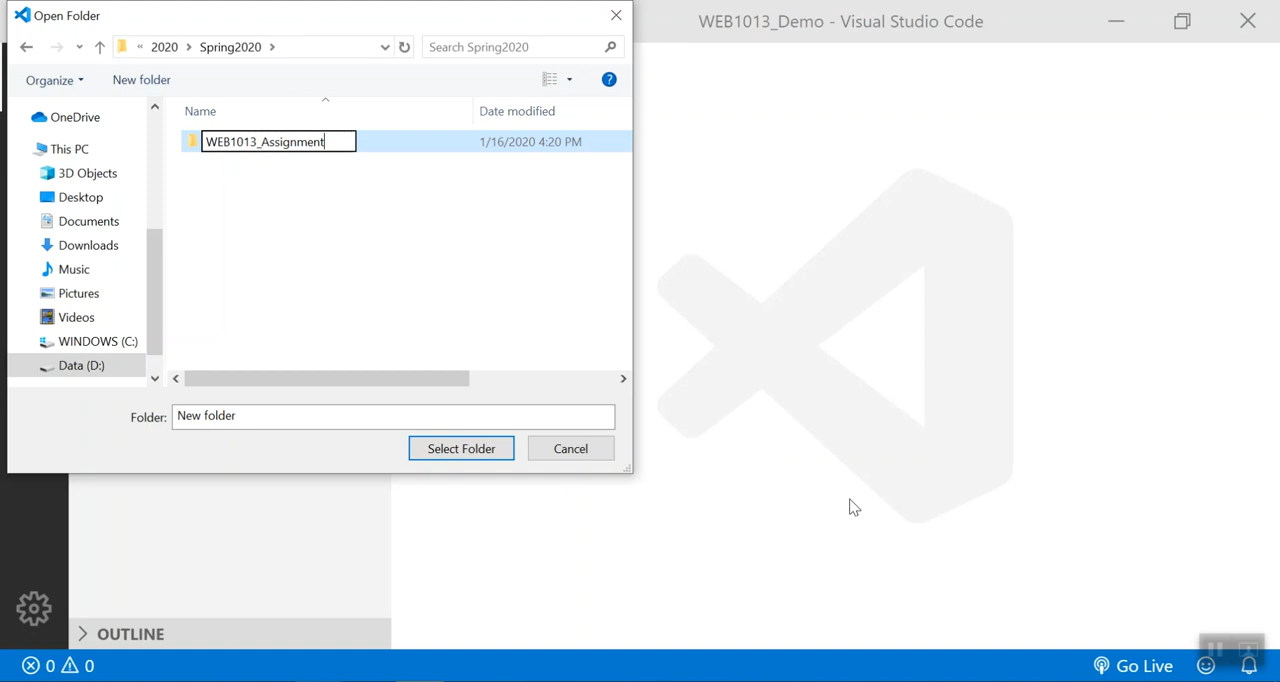 Open Folder
WEB1013_Demo - Visual Studio Code
« 2020 > Spring2020 >
Search Spring2020
Organize
New folder
?
Name
Date modified
OneDrive
This PC
3D Objects
Desktop
Documents
Downloads
Music
Pictures
Videos
WINDOWS (C:)
Data (D:)
WEB1013_Assignment
1/16/2020 4:20 PM
Folder: New folder
Select Folder
Cancel
OUTLINE
0 0
Go Live